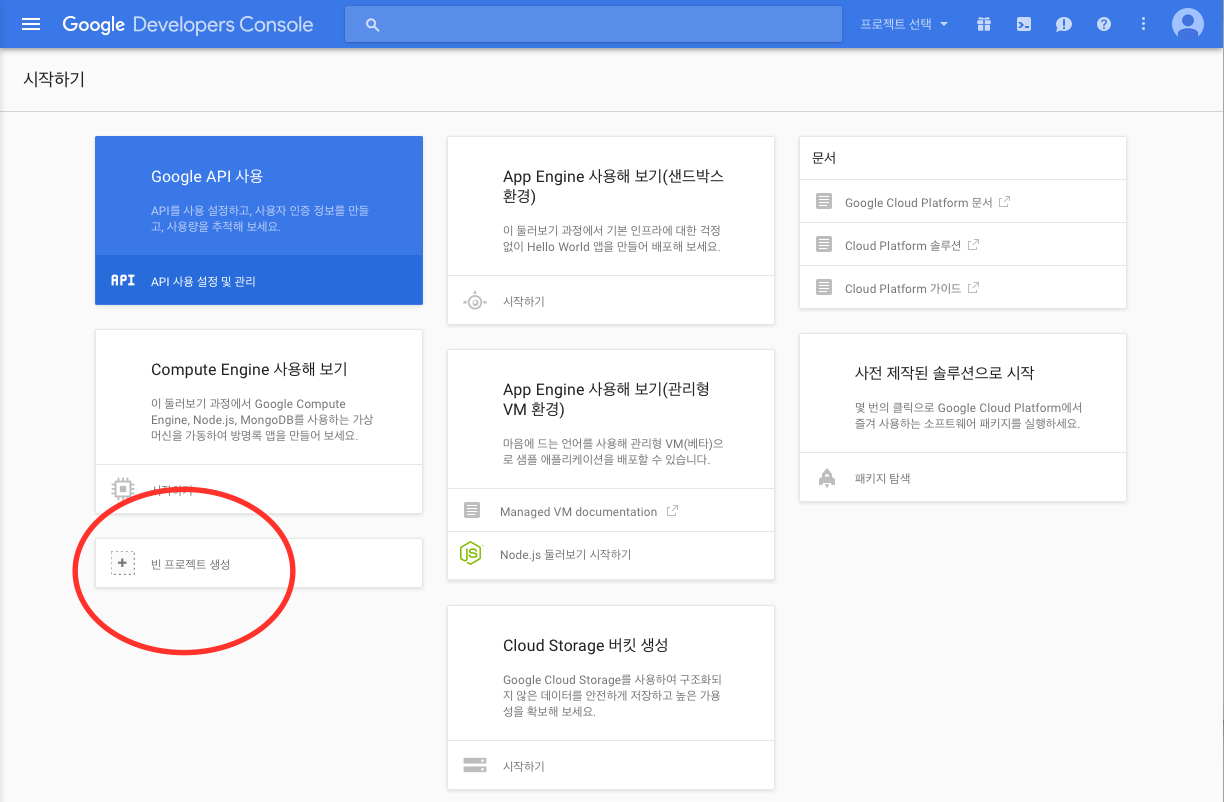 Google Developers Console
프로젝트 선택
시작하기
Google API 사용
API를 사용 설정하고, 사용자 인증 정보를 만들
고, 사용량을 추적해 보세요.
API
API 사용 설정 및 관리
Compute Engine 사용해 보기
이 둘러보기 과정에서 Google Compute
Engine, Node.js, MongoDB를 사용하는 가상
머신을 가동하여 방명록 앱을 만들어 보세요.
시작하기
빈 프로젝트 생성
App Engine 사용해 보기(샌드박스
환경)
이 둘러보기 과정에서 기본 인프라에 대한 걱정
없이 Hello World 앱을 만들어 배포해 보세요.
시작하기
App Engine 사용해 보기(관리형
VM 환경)
마음에 드는 언어를 사용해 관리형 VM(베타)으
로 샘플 애플리케이션을 배포할 수 있습니다.
Managed VM documentation
JS
Node.js 둘러보기 시작하기
Cloud Storage 버킷 생성
Google Cloud Storage를 사용하여 구조화되
지 않은 데이터를 안전하게 저장하고 높은 가용
성을 확보해 보세요.
시작하기
문서
Google Cloud Platform 문서
Cloud Platform 솔루션
Cloud Platform 가이드
사전 제작된 솔루션으로 시작
몇 번의 클릭으로 Google Cloud Platform에서
즐겨 사용하는 소프트웨어 패키지를 실행하세요.
패키지 탐색